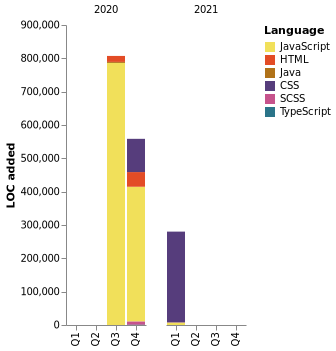 2020
2021
LOC added
900,000
800,000
700,000
600,000
500,000
400,000
300,000
200,000
100,000
0
Q1
Q2
Q3
Q4
Q1
Q2
Q3
Q4
Language
JavaScript
HTML
Java
CSS
SCSS
TypeScript